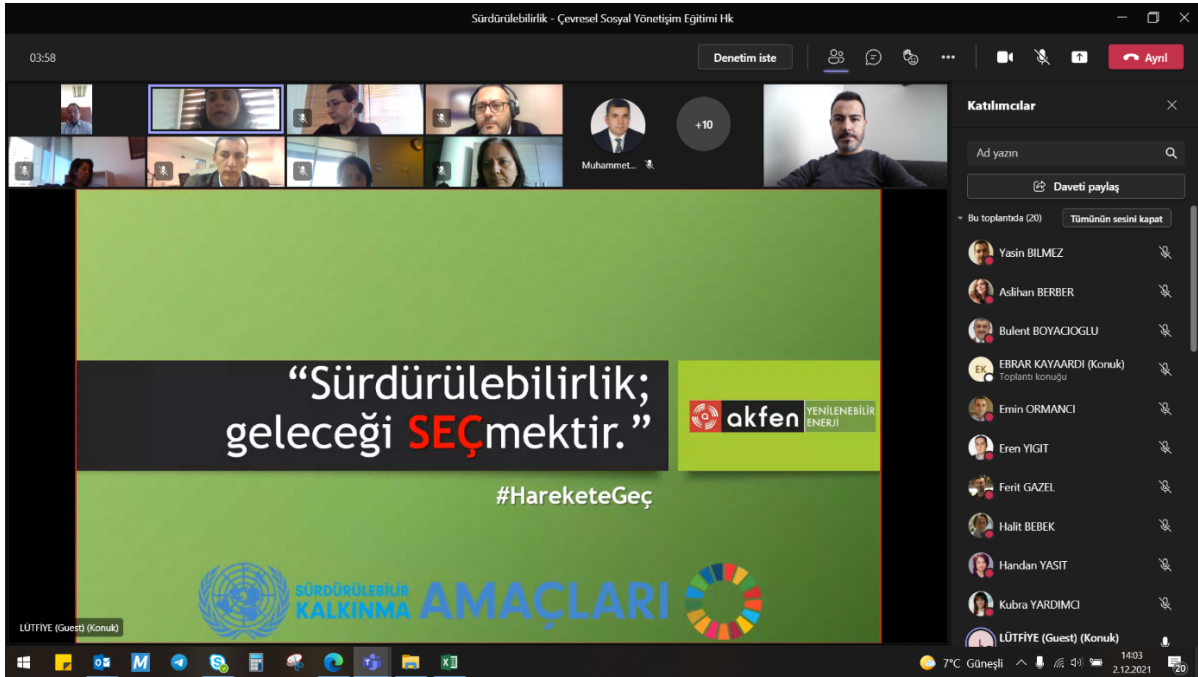 Sürdürülebilirlik - Çevresel Sosyal Yönetişim Eğitimi Hk
03:58
Denetim iste
Ayrıl
Muhammet...
+10
Katılımcılar
Ad yazın
Daveti paylaş
Bu toplantıda (20)
Tümünün sesini kapat
Yasin BILMEZ
Aslihan BERBER
Bulent BOYACIOGLU
EK
EBRAR KAYAARDI (Konuk)
Toplantı konuğu
Emin ORMANCI
Eren YIGIT
Ferit GAZEL
Halit BEBEK
Handan YASIT
Kubra YARDIMCI
L
LÜTFİYE (Guest) (Konuk)
“Sürdürülebilirlik;
geleceği SEÇmektir.”
akfen YENİLENEBİLİR
ENERJİ
#HareketeGeç
SÜRDÜRÜLEBİLİR
KALKINMA AMAÇLARI
LÜTFİYE (Guest) (Konuk)
7°C Güneşli
14:03
2.12.2021
20